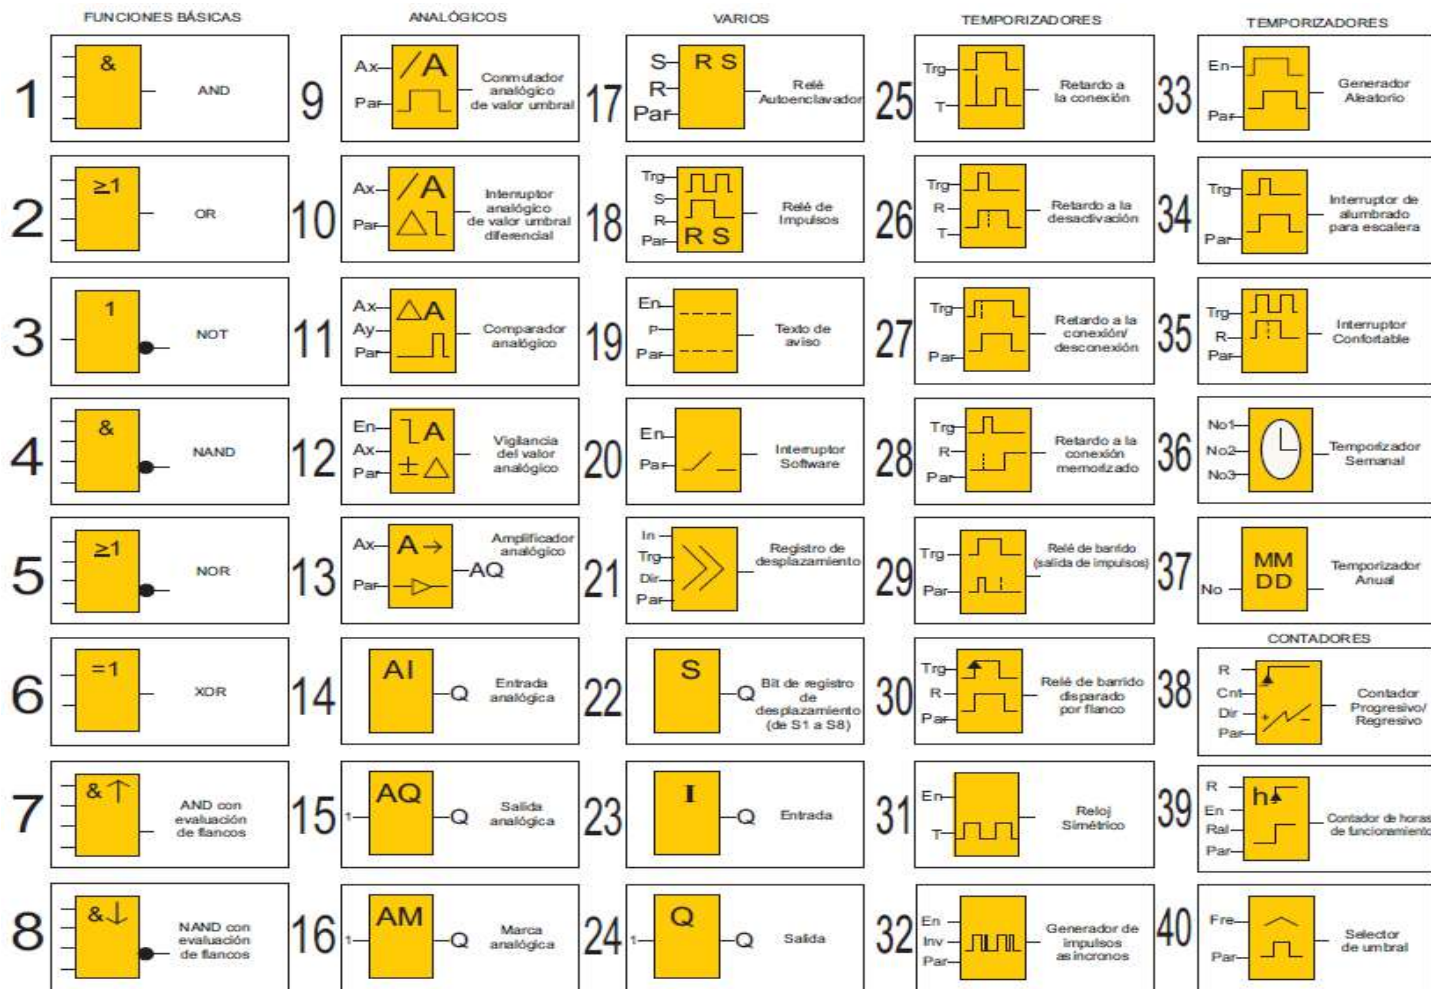 FUNCIONES BÁSICAS
1
&
AND
2
≥1
OR
3
1
NOT
4
&
NAND
5
≥1
NOR
6
=1
XOR
7
&↑
AND con
evaluación
de flancos
8
&↓
NAND con
evaluación
de flancos
ANALÓGICOS
9
Ax
Par
/A
Conmutador
analógico
de valor umbral
10
Ax
Par
/A
△
Interruptor
analógico
de valor umbral
diferencial
11
Ax
Ay
Par
△A
Comparador
analógico
12
En
Ax
Par
A
± △
Vigilancia
del valor
analógico
13
Ax
Par
A →
AQ
Amplificador
analógico
14
AI
Q
Entrada
analógica
15
1
AQ
Q
Salida
analógica
16
1
AM
Q
Marca
analógica
VARIOS
17
S
R
Par
R S
Relé
Autoenclavador
18
Trg
S
R
Par
R S
Relé de
Impulsos
19
En
P
Par
Texto de
aviso
20
En
Par
Interruptor
Software
21
In
Trg
Dir
Par
Registro de
desplazamiento
22
S
Q
Bit de registro
de
desplazamiento
(de S1 a S8)
23
I
Q
Entrada
24
1
Q
Q
Salida
TEMPORIZADORES
25
Trg
T
Retardo a
la conexión
26
Trg
R
T
Retardo a la
desactivación
27
Trg
Par
Retardo a la
conexión/
desconexión
28
Trg
R
Par
Retardo a la
conexión
memorizado
29
Trg
Par
Relé de barrido
(salida de impulsos)
30
Trg
R
Par
Relé de barrido
disparado
por flanco
31
En
T
Reloj
Simétrico
32
En
Inv
Par
Generador de
impulsos
asíncronos
TEMPORIZADORES
33
En
Par
Generador
Aleatorio
34
Trg
Par
Interruptor de
alumbrado
para escalera
35
Trg
R
Par
Interruptor
Confortable
36
No1
No2
No3
Temporizador
Semanal
37
No
MM
DD
Temporizador
Anual
CONTADORES
38
R
Cnt
Dir
Par
+
−
Contador
Progresivo/
Regresivo
39
R
En
Ral
Par
h
Contador de horas
de funcionamiento
40
Fre
Par
Selector
de umbral